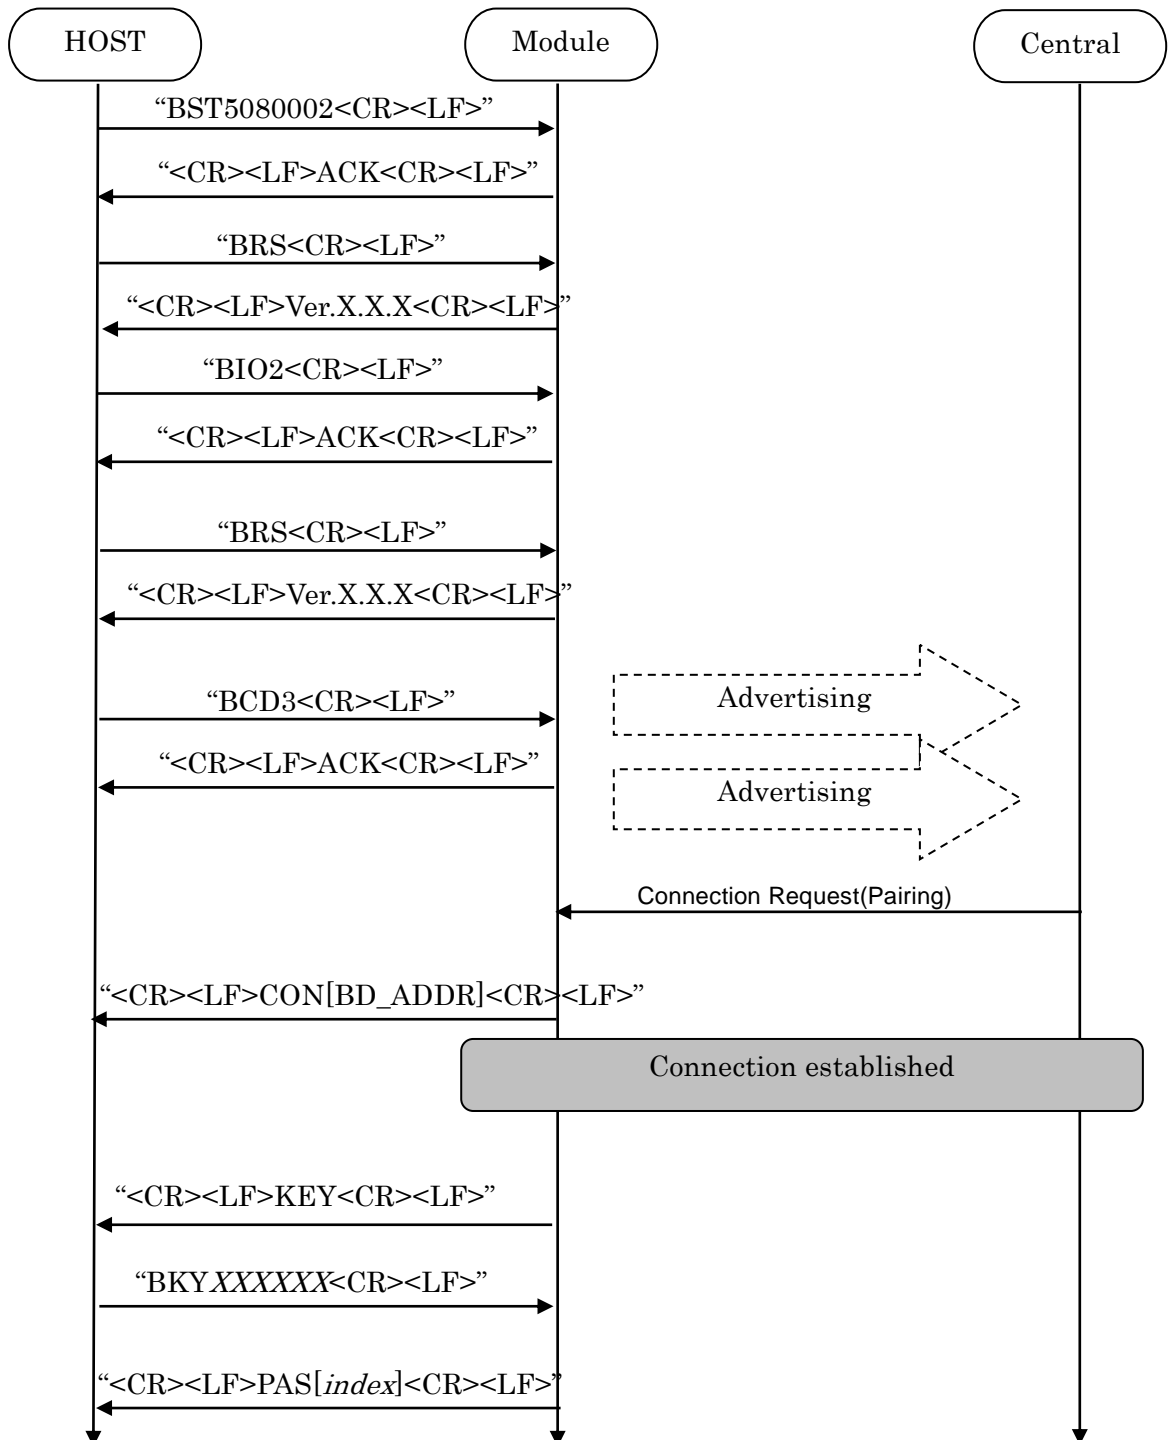 HOST
Module
Central
“BST5080002<CR><LF>”
“<CR><LF>ACK<CR><LF>”
“BRS<CR><LF>”
“<CR><LF>Ver.X.X.X<CR><LF>”
“BIO2<CR><LF>”
“<CR><LF>ACK<CR><LF>”
“BRS<CR><LF>”
“<CR><LF>Ver.X.X.X<CR><LF>”
“BCD3<CR><LF>”
Advertising
“<CR><LF>ACK<CR><LF>”
Advertising
Connection Request(Pairing)
“<CR><LF>CON[BD_ADDR]<CR><LF>”
Connection established
“<CR><LF>KEY<CR><LF>”
“BKYXXXXXX<CR><LF>”
“<CR><LF>PAS[index]<CR><LF>”